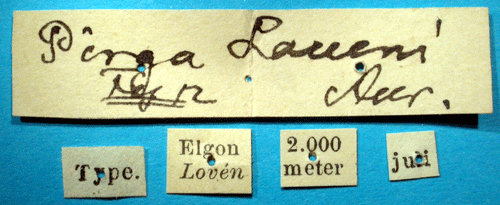 Pirga Loveni
Aur.
Type.
Elgon
Lovén
2.000
meter
juli